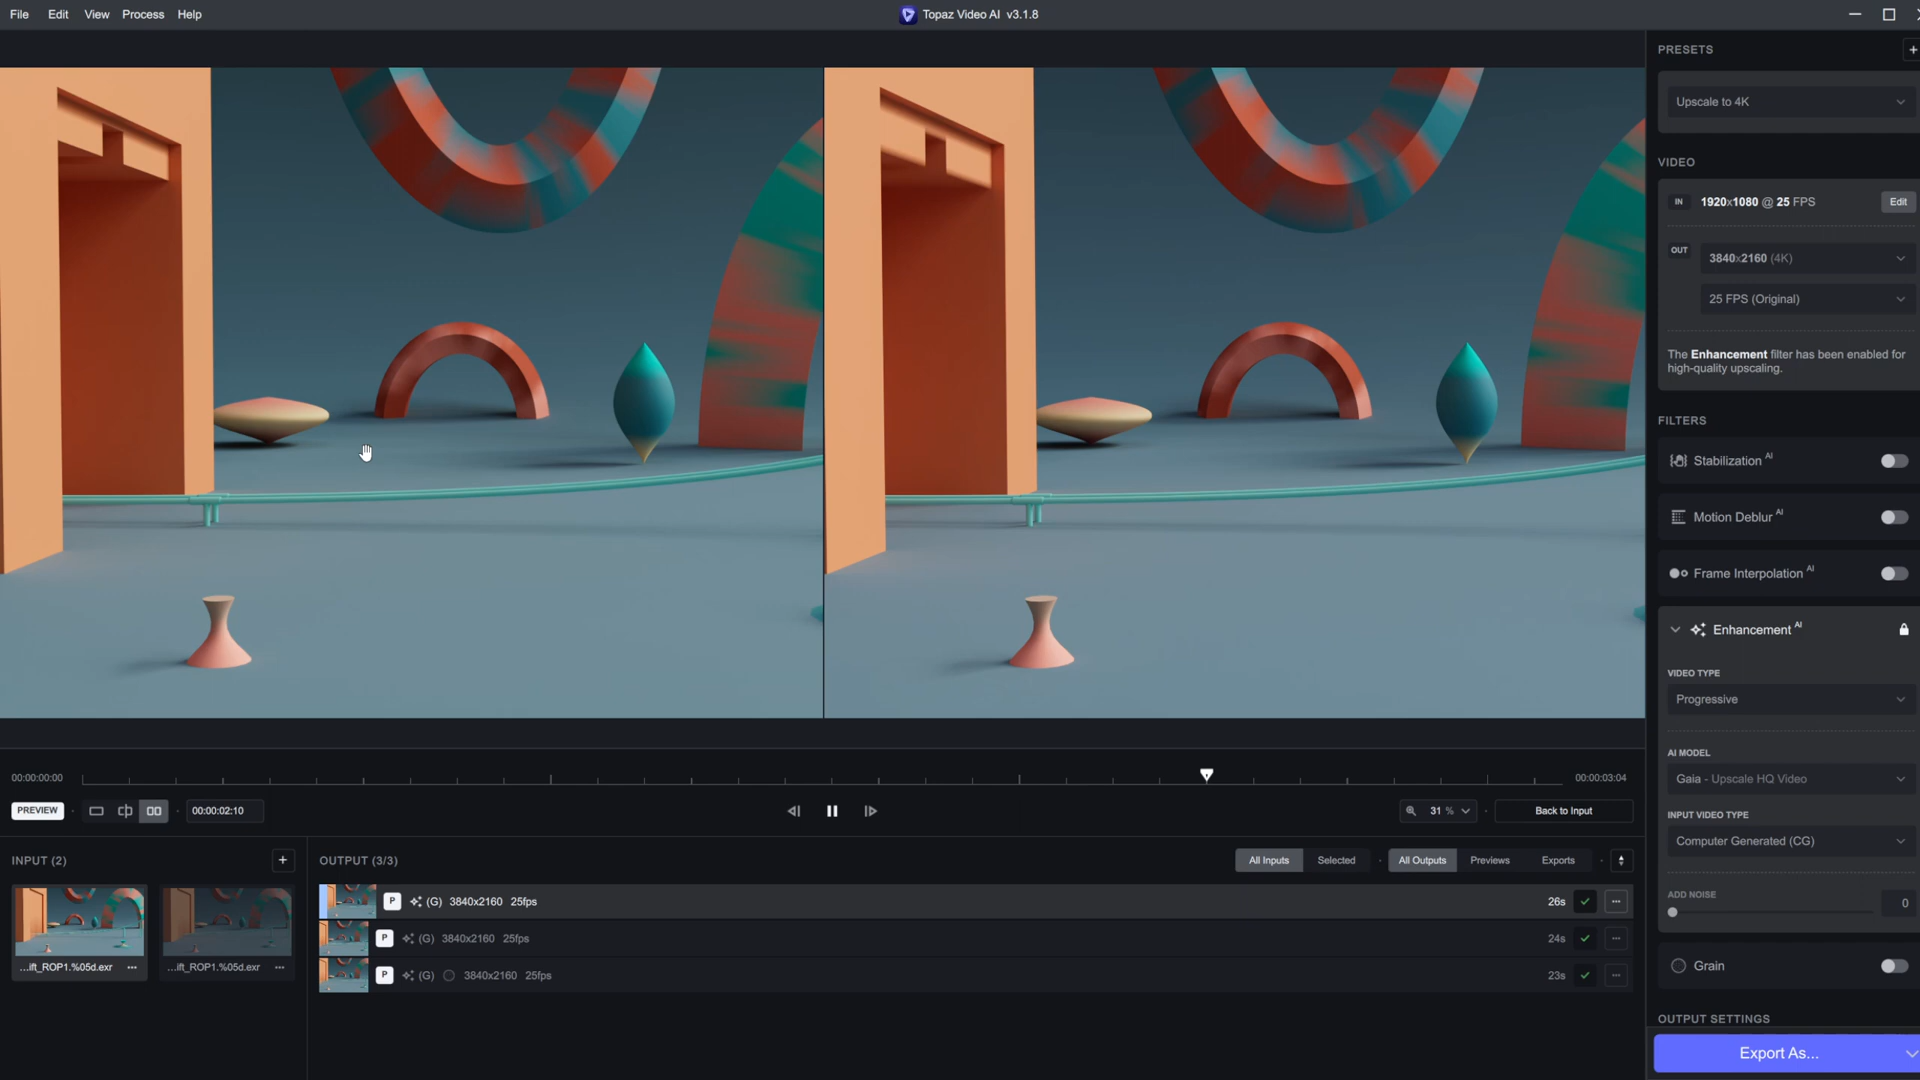 File Edit View Process Help
Topaz Video AI v3.1.8
PRESETS
Upscale to 4K
VIDEO
IN 1920x1080 @ 25 FPS Edit
OUT 3840x2160 (4K)
25 FPS (Original)
The Enhancement filter has been enabled for
high-quality upscaling.
FILTERS
Stabilization AI
Motion Deblur AI
Frame Interpolation AI
Enhancement AI
VIDEO TYPE
Progressive
AI MODEL
Gaia - Upscale HQ Video
INPUT VIDEO TYPE
Computer Generated (CG)
ADD NOISE
0
Grain
OUTPUT SETTINGS
Export As...
00:00:00:00
00:00:03:04
PREVIEW
00:00:02:10
31 %
Back to Input
INPUT (2)
...ift_ROP1.%05d.exr ...
...ift_ROP1.%05d.exr ...
OUTPUT (3/3)
All Inputs Selected All Outputs Previews Exports
P (G) 3840x2160 25fps 26s
P (G) 3840x2160 25fps 24s
P (G) 3840x2160 25fps 23s